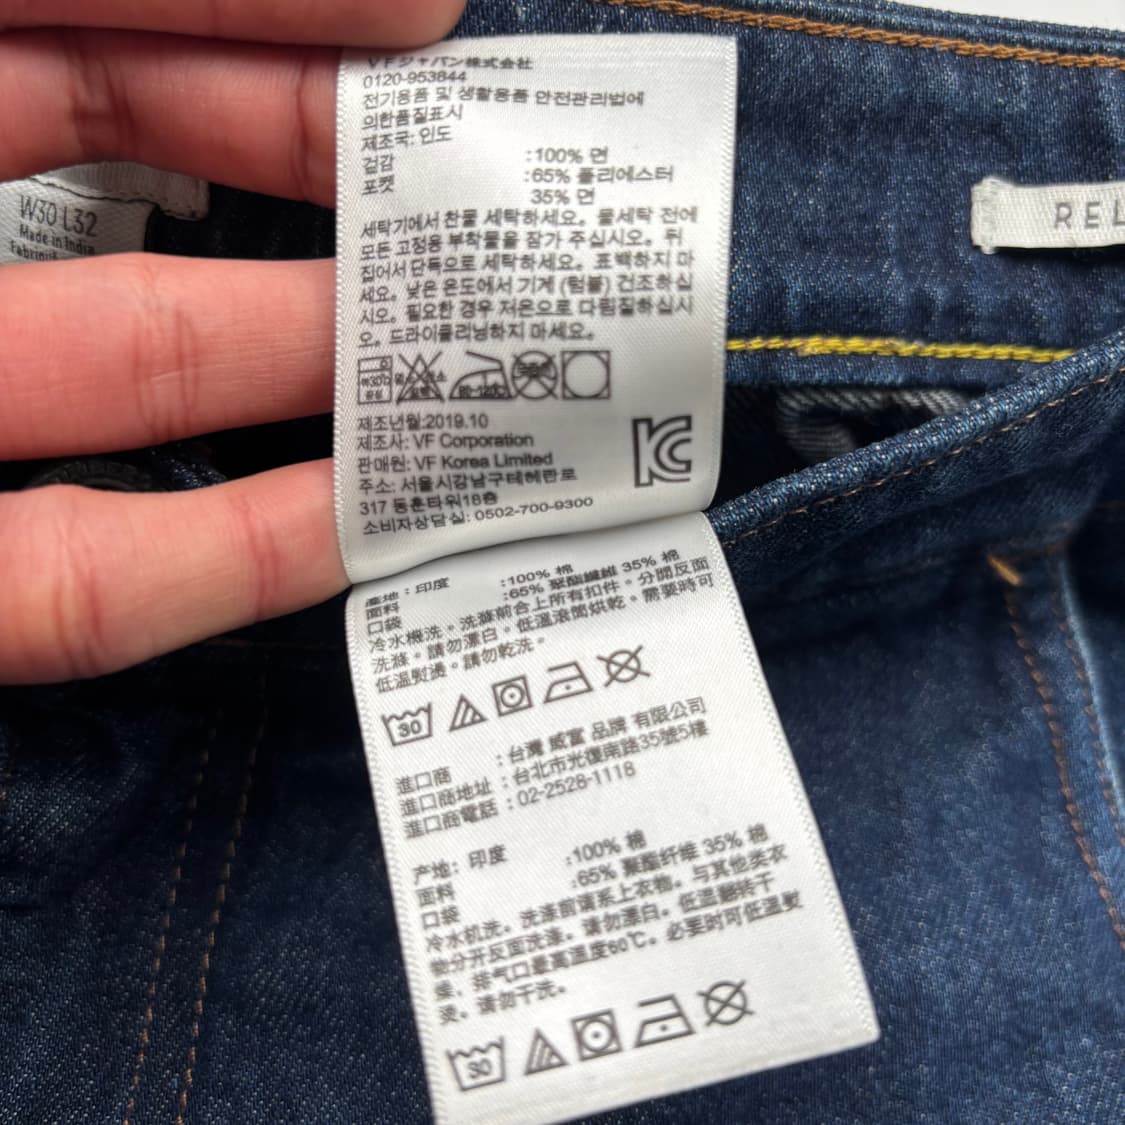 VFジャパン株式会社
0120-953844
전기용품 및 생활용품 안전관리법에
의한품질표시
제조국: 인도
겉감 :100% 면
포켓 :65% 폴리에스터
35% 면
세탁기에서 찬물 세탁하세요. 물세탁 전에
모든 고정용 부착물을 잠가 주십시오. 뒤
집어서 단독으로 세탁하세요. 표백하지 마
세요. 낮은 온도에서 기계 (텀블) 건조하십
시오. 필요한 경우 저온으로 다림질하십시
오. 드라이클리닝하지 마세요.
제조년월:2019.10
제조사: VF Corporation
판매원: VF Korea Limited
주소: 서울시강남구테헤란로
317 동훈타워18층
소비자상담실: 0502-700-9300
W30 L32
Made in India
REL
產地:印度
面料 :100% 棉
口袋 :65% 聚酯纖維 35% 棉
冷水機洗。洗滌前合上所有扣件。分開反面
洗滌。請勿漂白。低溫滾筒烘乾。需要時可
低溫熨燙。請勿乾洗。
30
進口商 :台灣 威富 品牌 有限公司
進口商地址 :台北市光復南路35號5樓
進口商電話 :02-2528-1118
产地: 印度
面料 :100% 棉
口袋 :65% 聚酯纤维 35% 棉
冷水机洗。洗涤前请系上衣物。与其他类衣
物分开反面洗涤。请勿漂白。低温翻转干
燥、排气口最高温度60℃。必要时可低温熨
烫。请勿干洗。
30